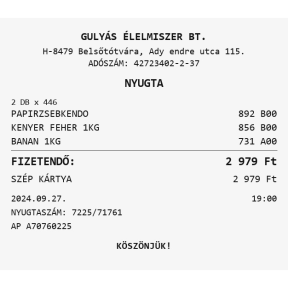 GULYÁS ÉLELMISZER BT.
H-8479 Belsőtótvára, Ady endre utca 115.
ADÓSZÁM: 42723402-2-37
NYUGTA
2 DB x 446
PAPIRZSEBKENDO 892 B00
KENYER FEHER 1KG 856 B00
BANAN 1KG 731 A00
FIZETENDŐ: 2 979 Ft
SZÉP KÁRTYA 2 979 Ft
2024.09.27. 19:00
NYUGTASZÁM: 7225/71761
AP A70760225
KÖSZÖNJÜK!